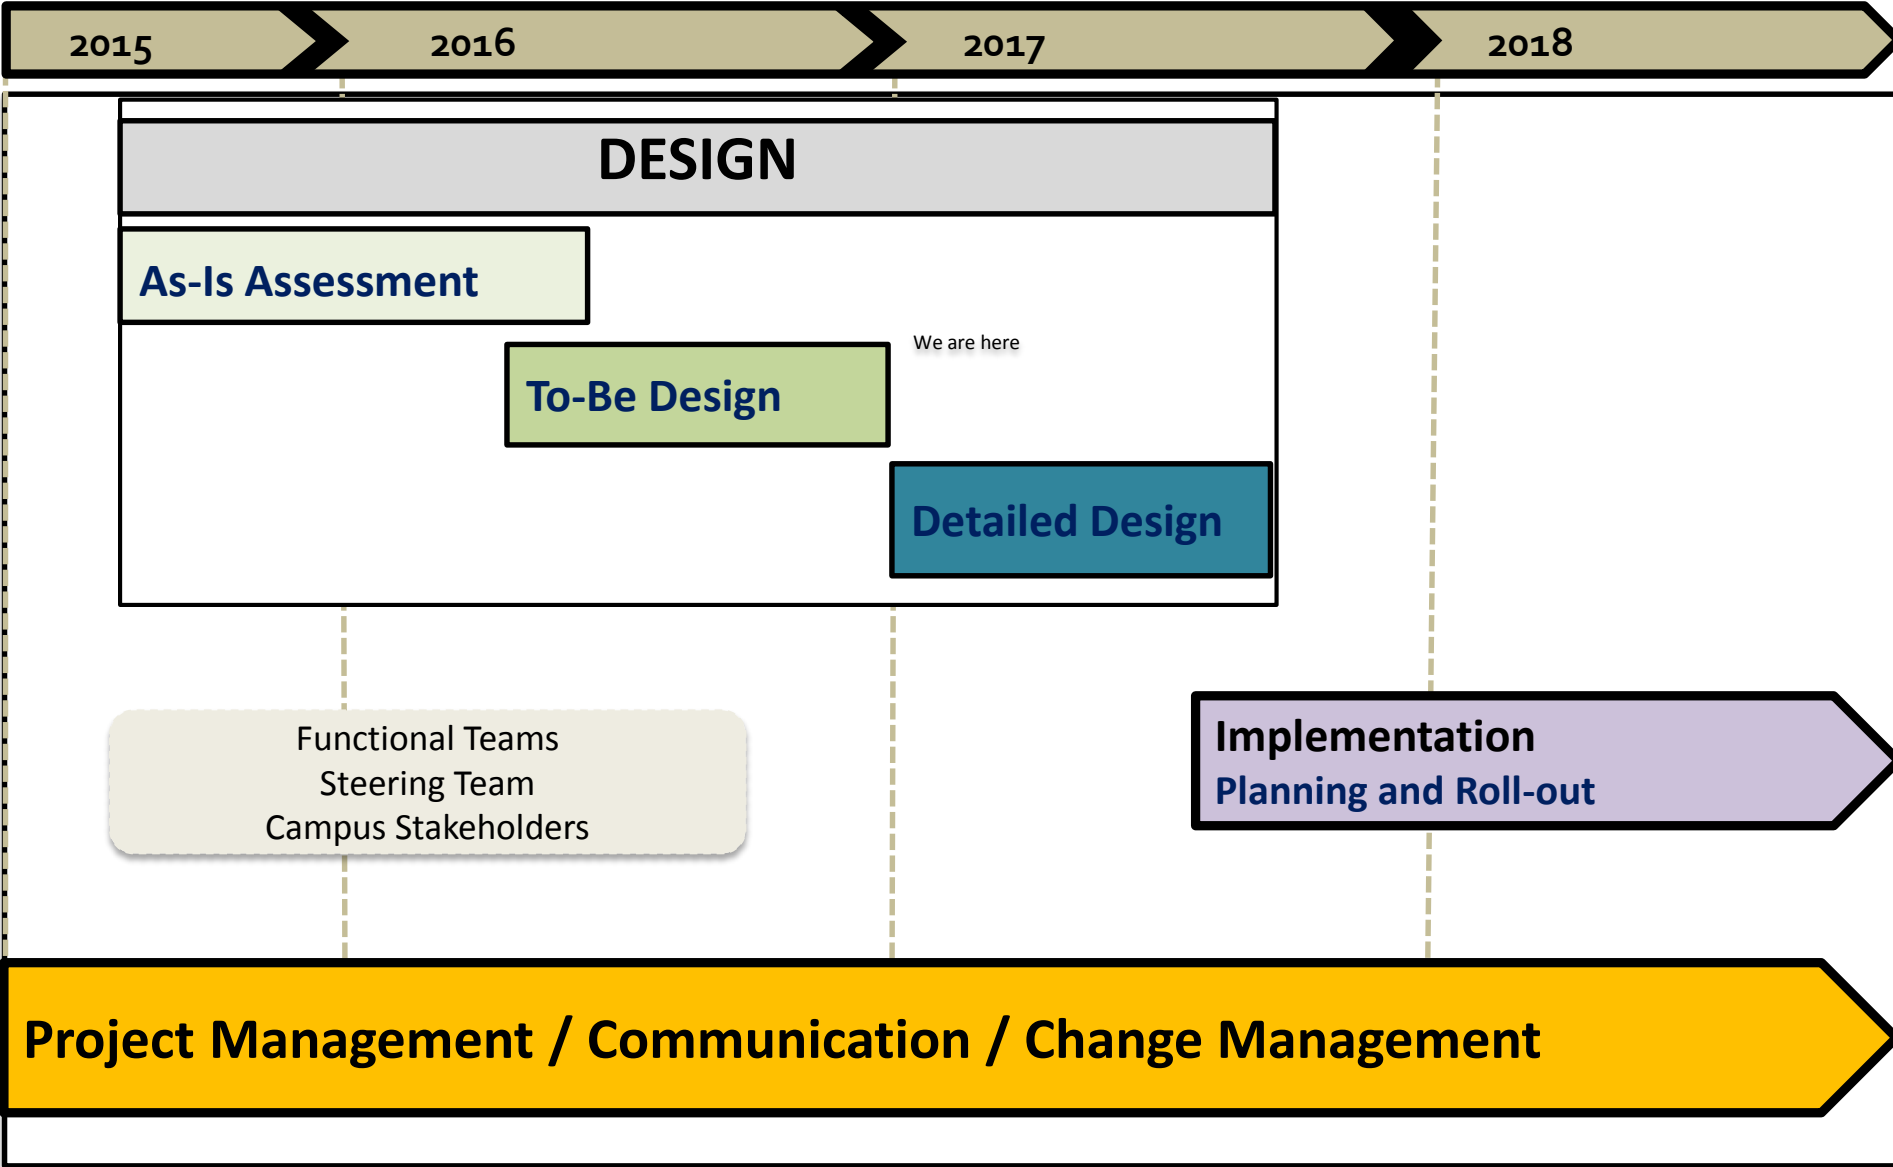 2015 2016 2017 2018
DESIGN
As-Is Assessment
We are here
To-Be Design
Detailed Design
Functional Teams
Steering Team
Campus Stakeholders
Implementation
Planning and Roll-out
Project Management / Communication / Change Management